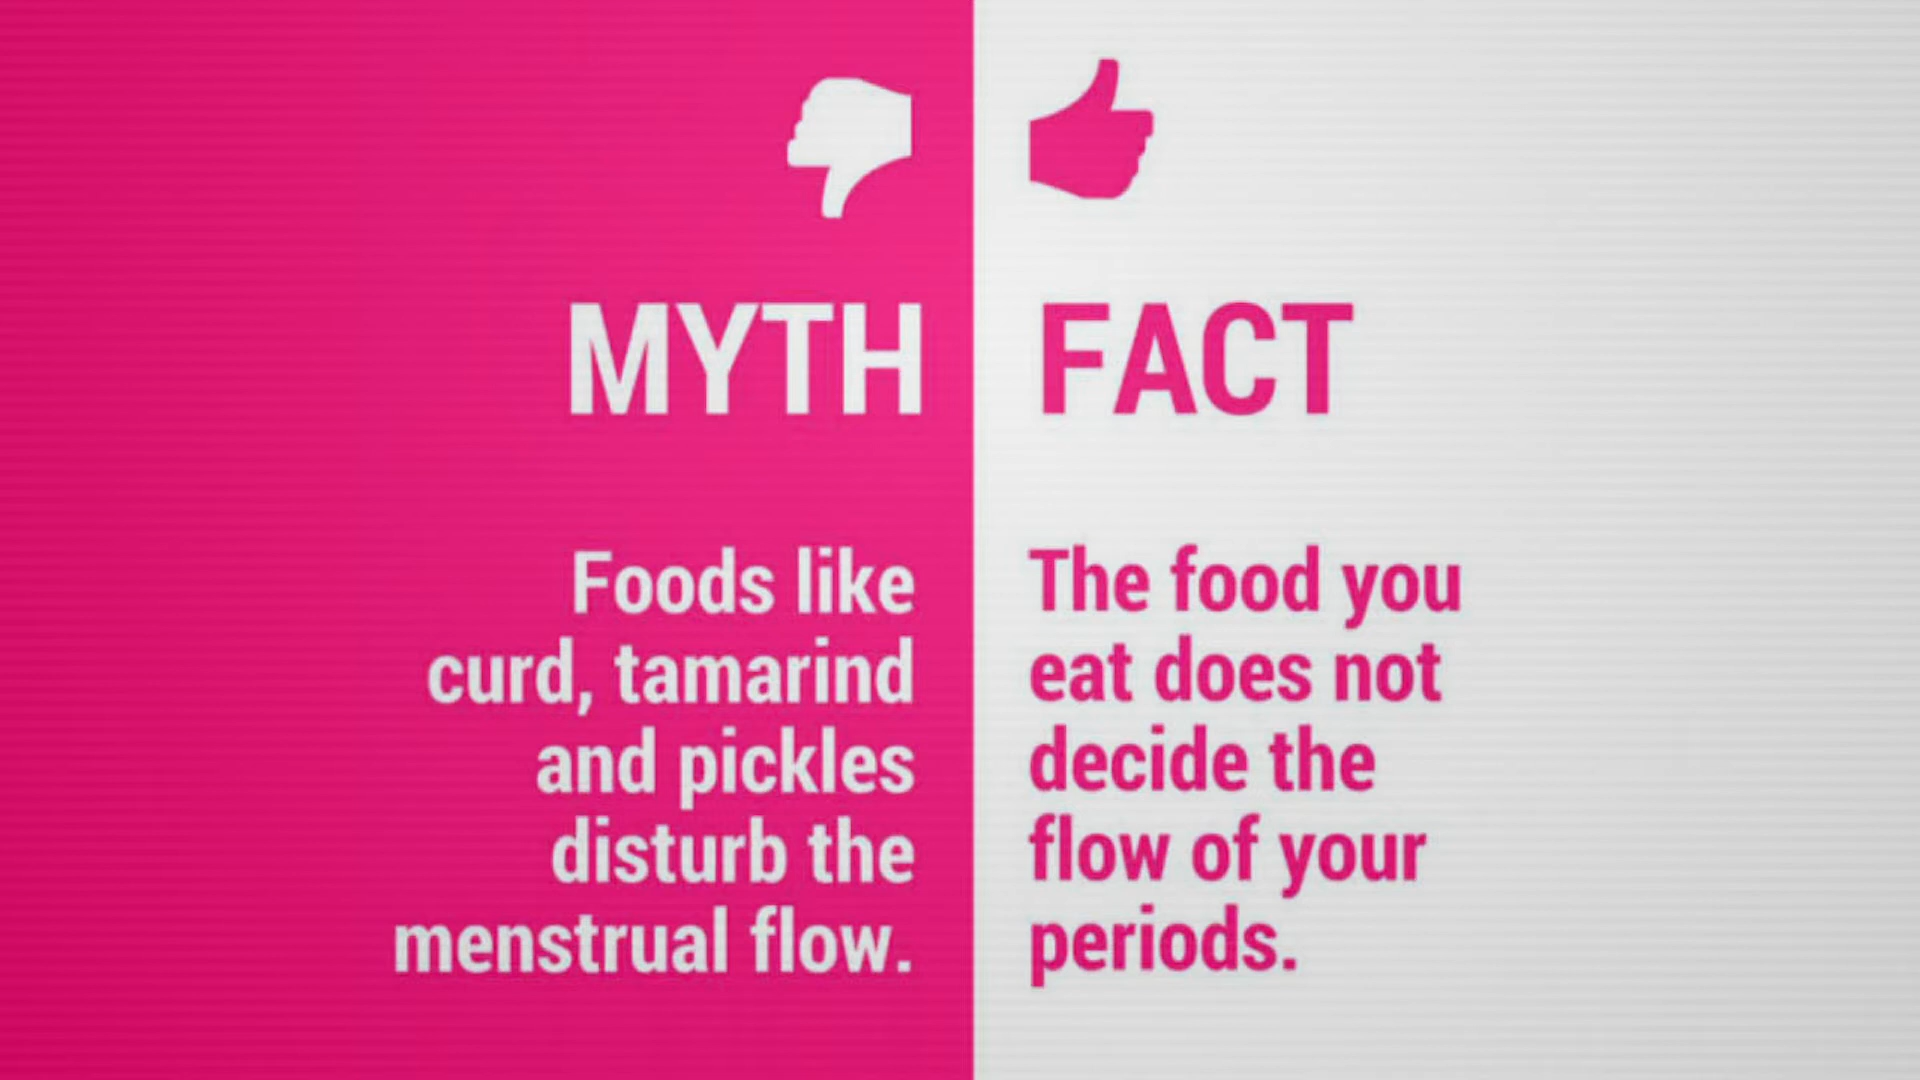 MYTH
Foods like
curd, tamarind
and pickles
disturb the
menstrual flow.
FACT
The food you
eat does not
decide the
flow of your
periods.